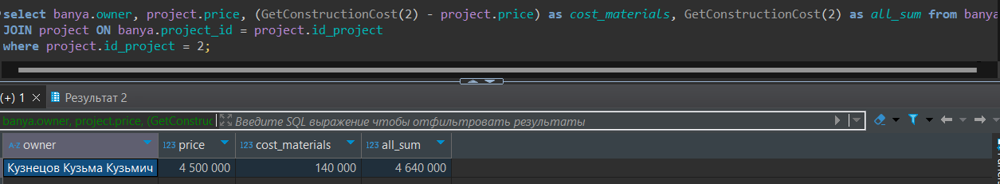 select banya.owner, project.price, (GetConstructionCost(2) - project.price) as cost_materials, GetConstructionCost(2) as all_sum from banya
JOIN project ON banya.project_id = project.id_project
where project.id_project = 2;
(+) 1 Результат 2
banya.owner, project.price, (GetConstruc Введите SQL выражение чтобы отфильтровать результаты
A-Z owner 123 price 123 cost_materials 123 all_sum
Кузнецов Кузьма Кузьмич 4 500 000 140 000 4 640 000